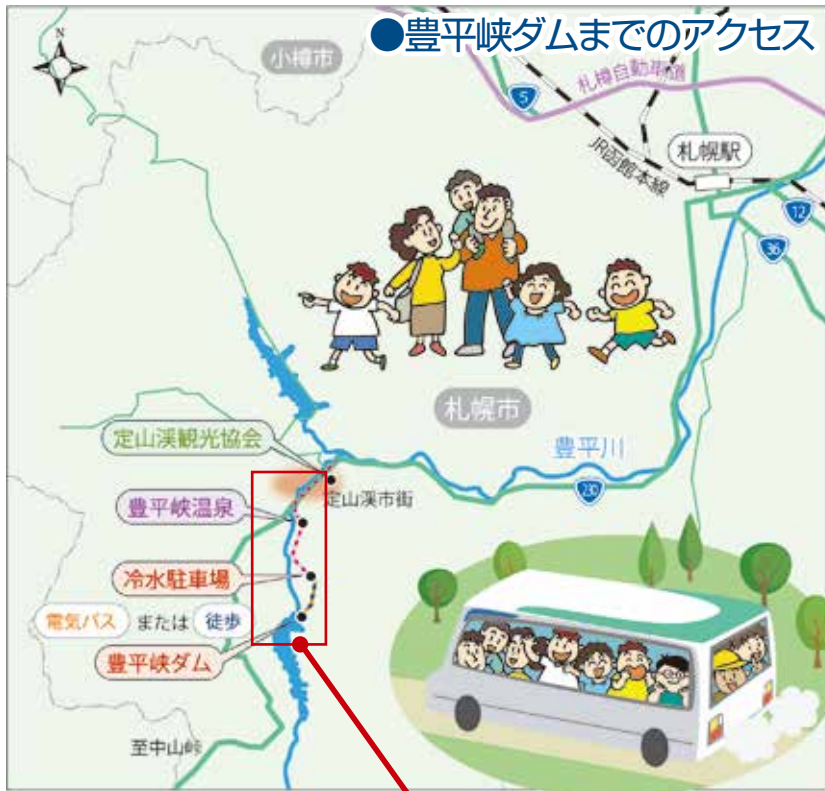 ●豊平峡ダムまでのアクセス
N
小樽市
札樽自動車道
5
札幌駅
JR函館本線
12
36
札幌市
定山渓観光協会
豊平川
230
定山渓市街
豊平峡温泉
冷水駐車場
電気バス または 徒歩
豊平峡ダム
至中山峠